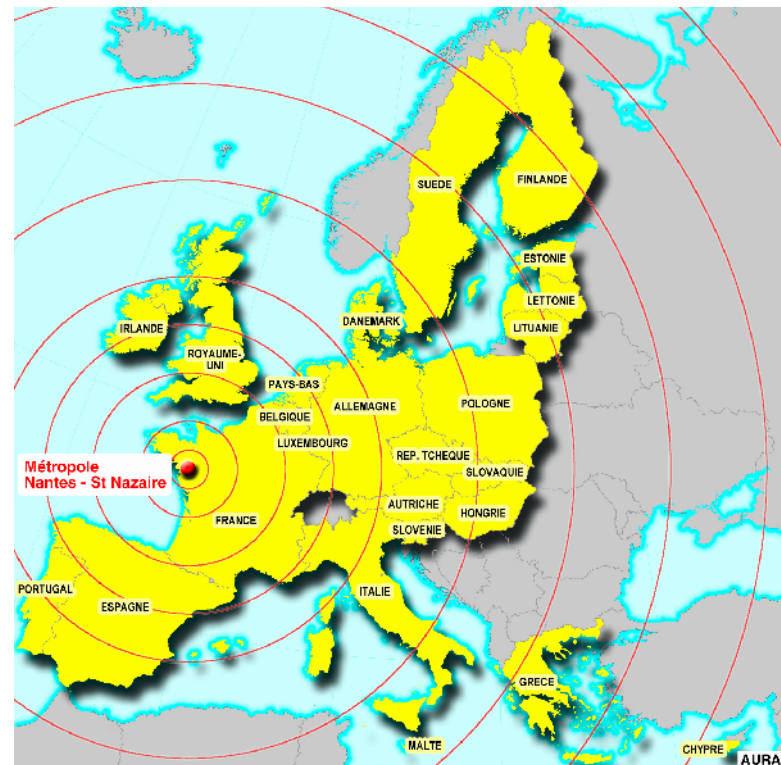 SUEDE
FINLANDE
ESTONIE
LETTONIE
LITUANIE
DANEMARK
IRLANDE
ROYAUME-
UNI
PAYS-BAS
BELGIQUE
ALLEMAGNE
POLOGNE
LUXEMBOURG
REP. TCHEQUE
SLOVAQUIE
Métropole
Nantes - St Nazaire
AUTRICHE
HONGRIE
FRANCE
SLOVENIE
PORTUGAL
ESPAGNE
ITALIE
GRECE
MALTE
CHYPRE
AURA